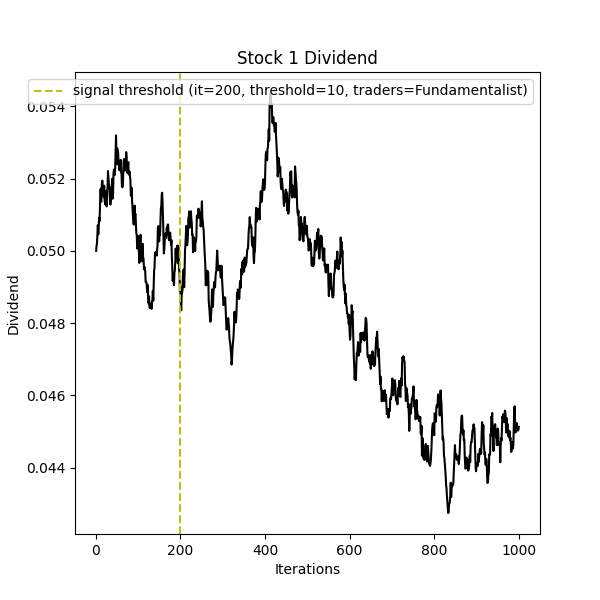 Stock 1 Dividend
signal threshold (it=200, threshold=10, traders=Fundamentalist)
0.054
0.052
0.050
0.048
0.046
0.044
Dividend
0 200 400 600 800 1000
Iterations